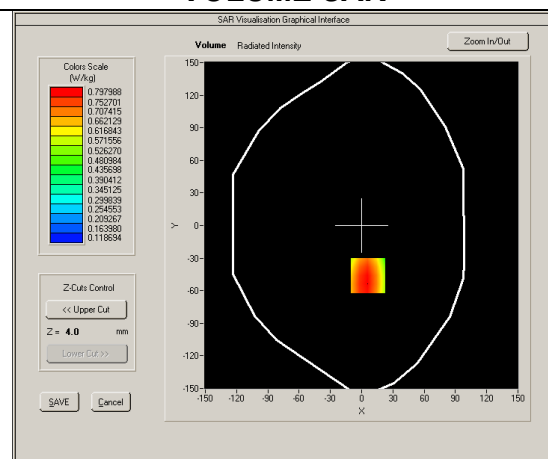 VOLUME SAR
SAR Visualisation Graphical Interface
Volume Radiated Intensity
Zoom In/Out
Colors Scale
(W/kg)
0.797988
0.752701
0.707415
0.662129
0.616843
0.571556
0.526270
0.480984
0.435698
0.390412
0.345125
0.299839
0.254553
0.209267
0.163980
0.118694
Z-Cuts Control
<< Upper Cut
Z = 4.0 mm
Lower Cut >>
SAVE
Cancel
150
120
90
60
30
0
-30
-60
-90
-120
-150
Y
-150 -120 -90 -60 -30 0 30 60 90 120 150
X